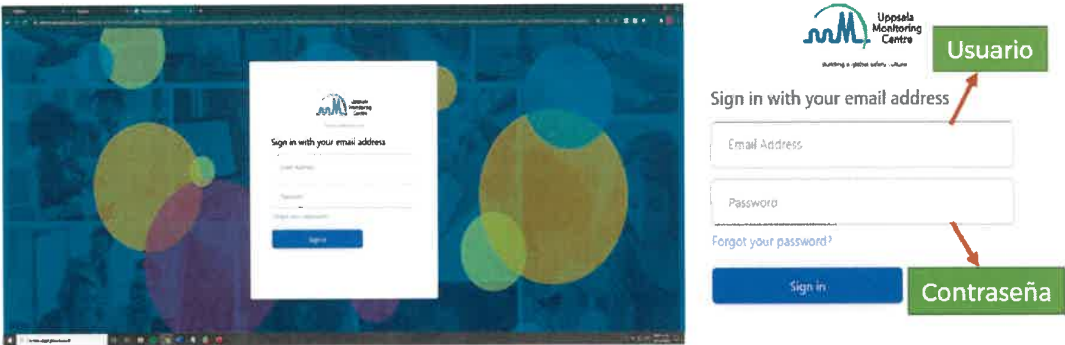 Uppsala
Monitoring
Centre
Sign in with your email address
Password
Sign in
Uppsala
Monitoring
Centre
Building a global safety culture
Usuario
Sign in with your email address
Email Address
Password
Forgot your password?
Sign in
Contraseña